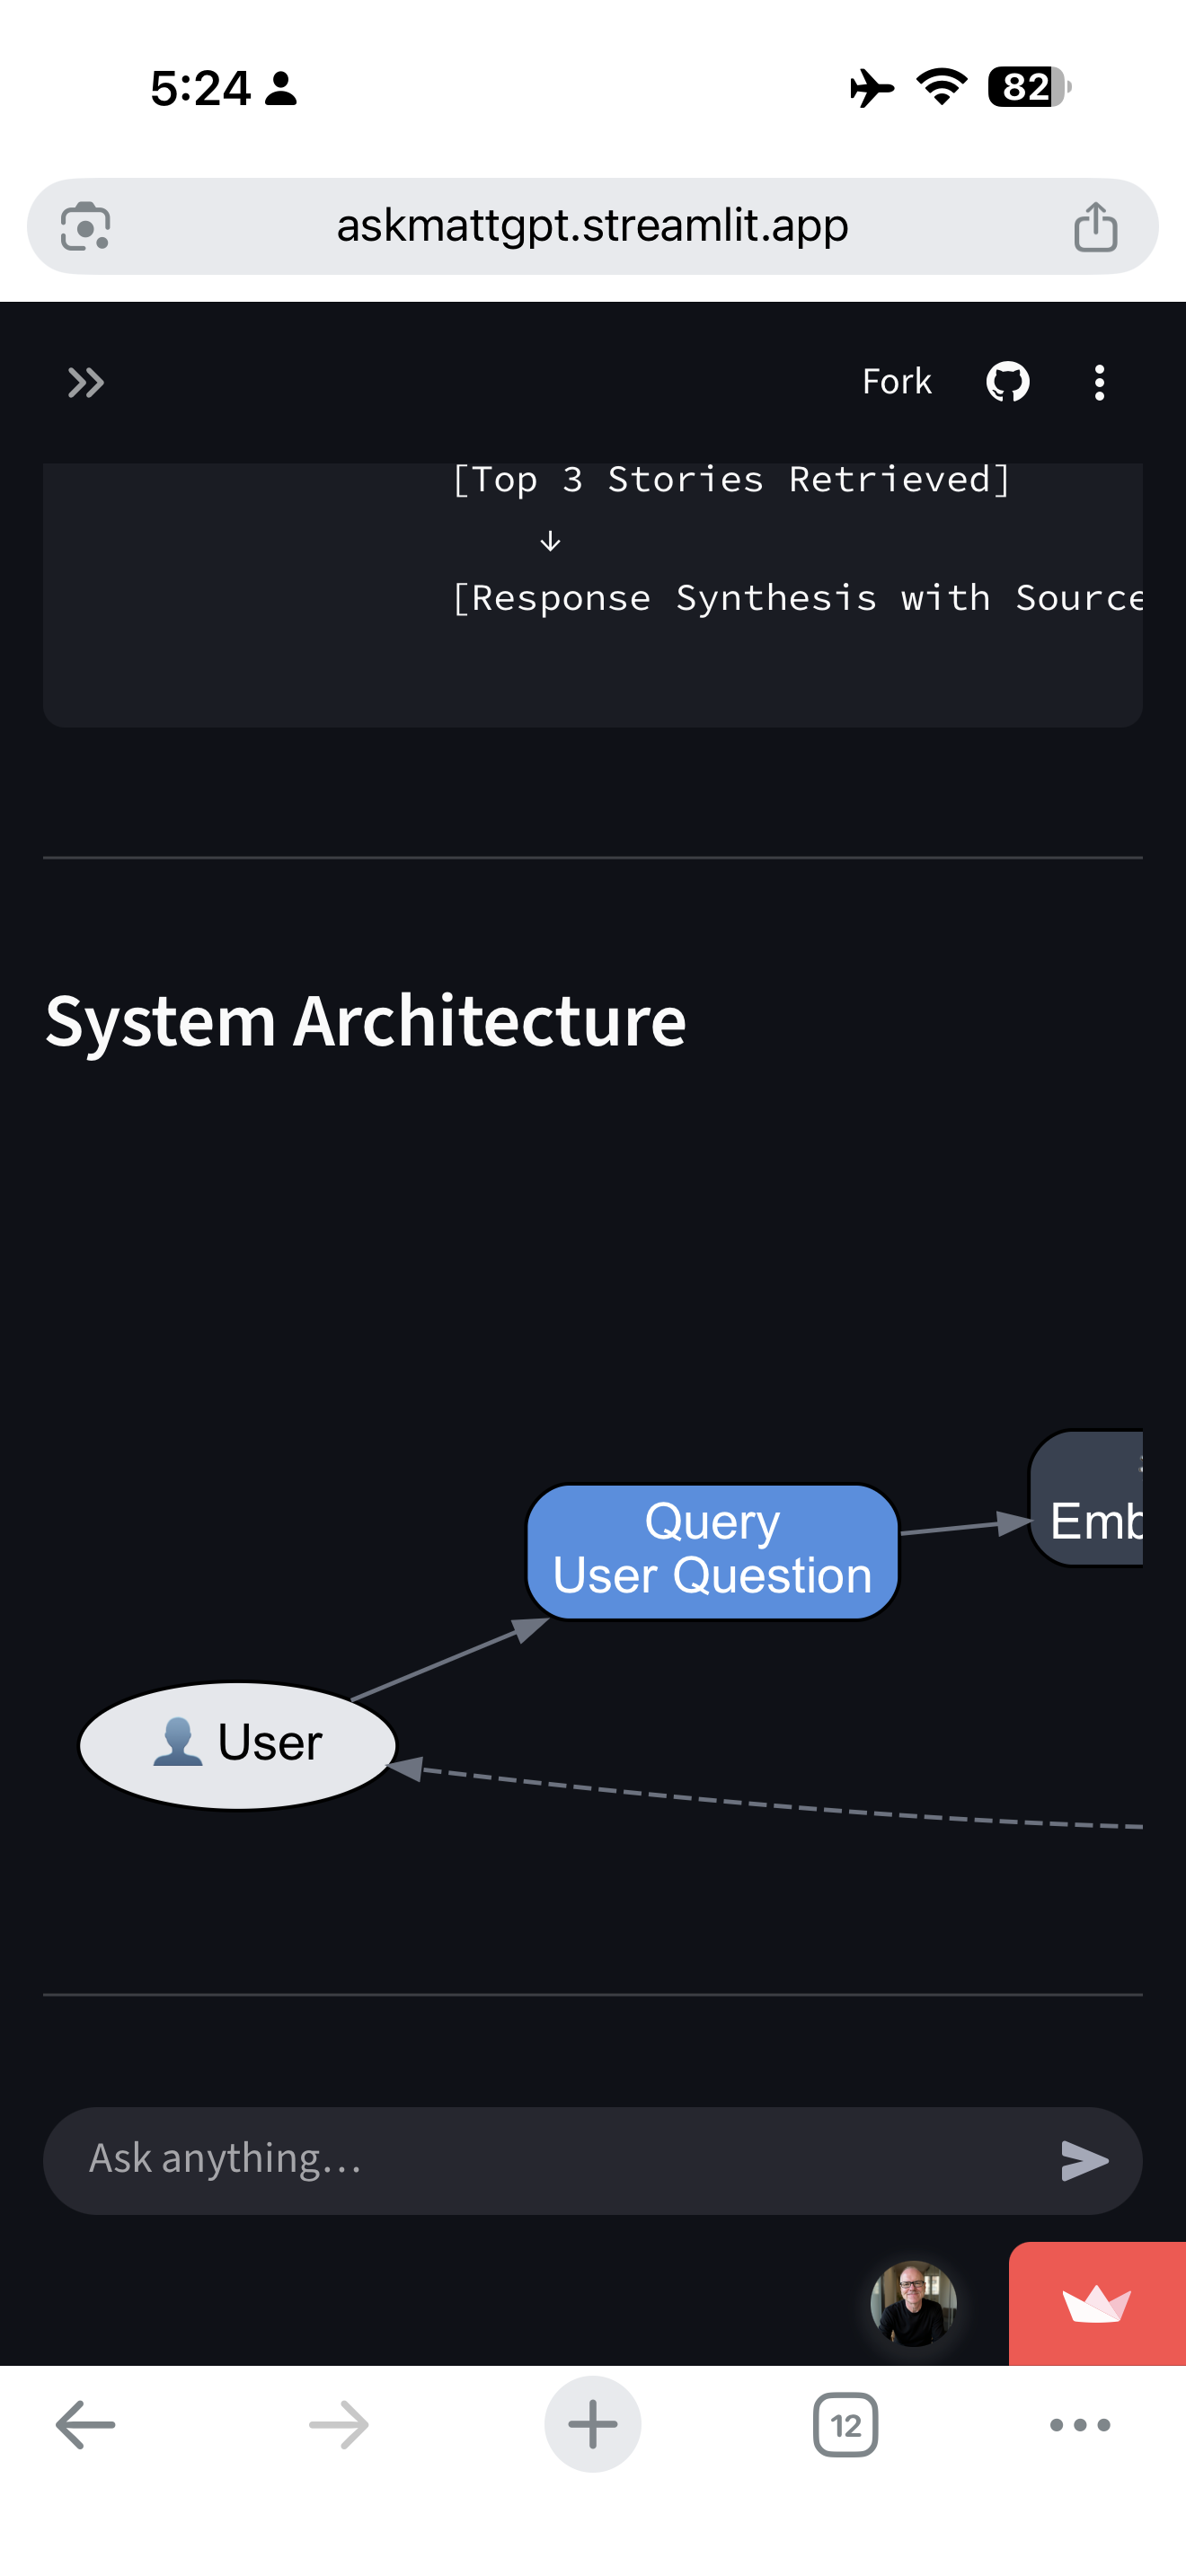 5:24
82
askmattgpt.streamlit.app
Fork
[Top 3 Stories Retrieved]
↓
[Response Synthesis with Source
System Architecture
Query
User Question
Emb
User
Ask anything...
12